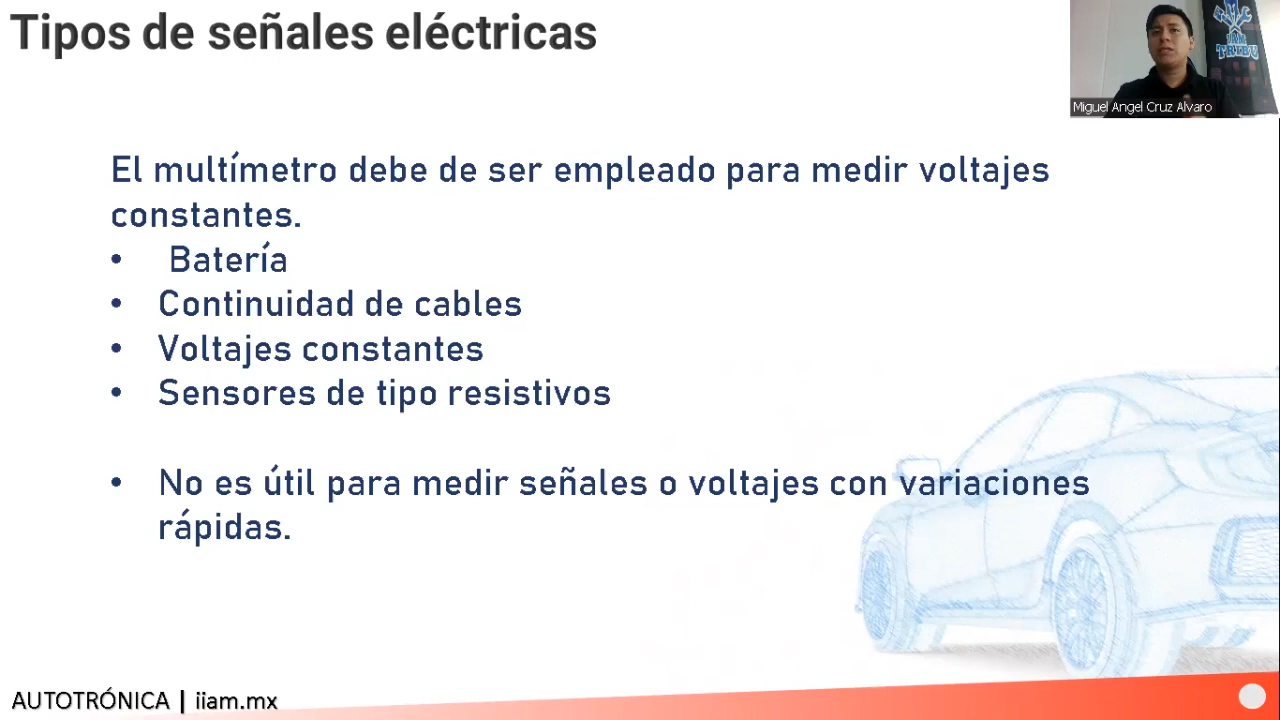 Tipos de señales eléctricas
IAM
TRIBU
Miguel Angel Cruz Alvaro
El multímetro debe de ser empleado para medir voltajes
constantes.
• Batería
• Continuidad de cables
• Voltajes constantes
• Sensores de tipo resistivos
• No es útil para medir señales o voltajes con variaciones
rápidas.
AUTOTRÓNICA | iiam.mx